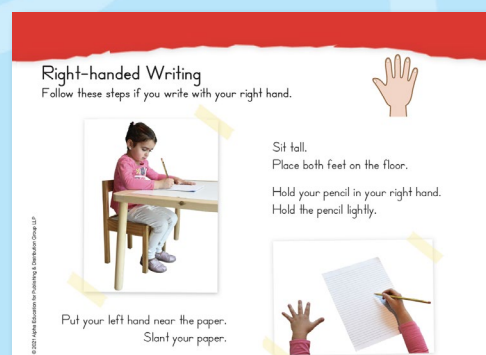 Right-handed Writing
Follow these steps if you write with your right hand.
Sit tall.
Place both feet on the floor.
Hold your pencil in your right hand.
Hold the pencil lightly.
Put your left hand near the paper.
Slant your paper.
© 2021 Alpha Education for Publishing & Distribution Group LLP